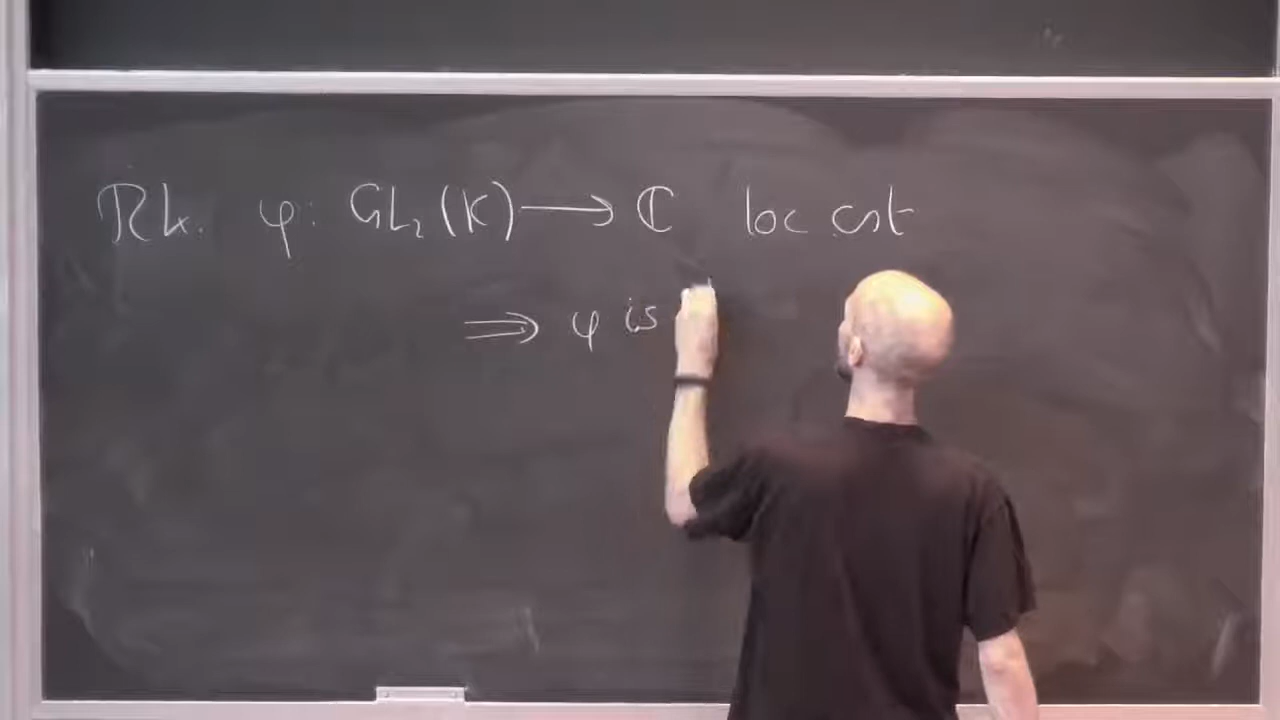 Rk. φ: GL₂(K) ⟶ ℂ loc cst
⟹ φ is